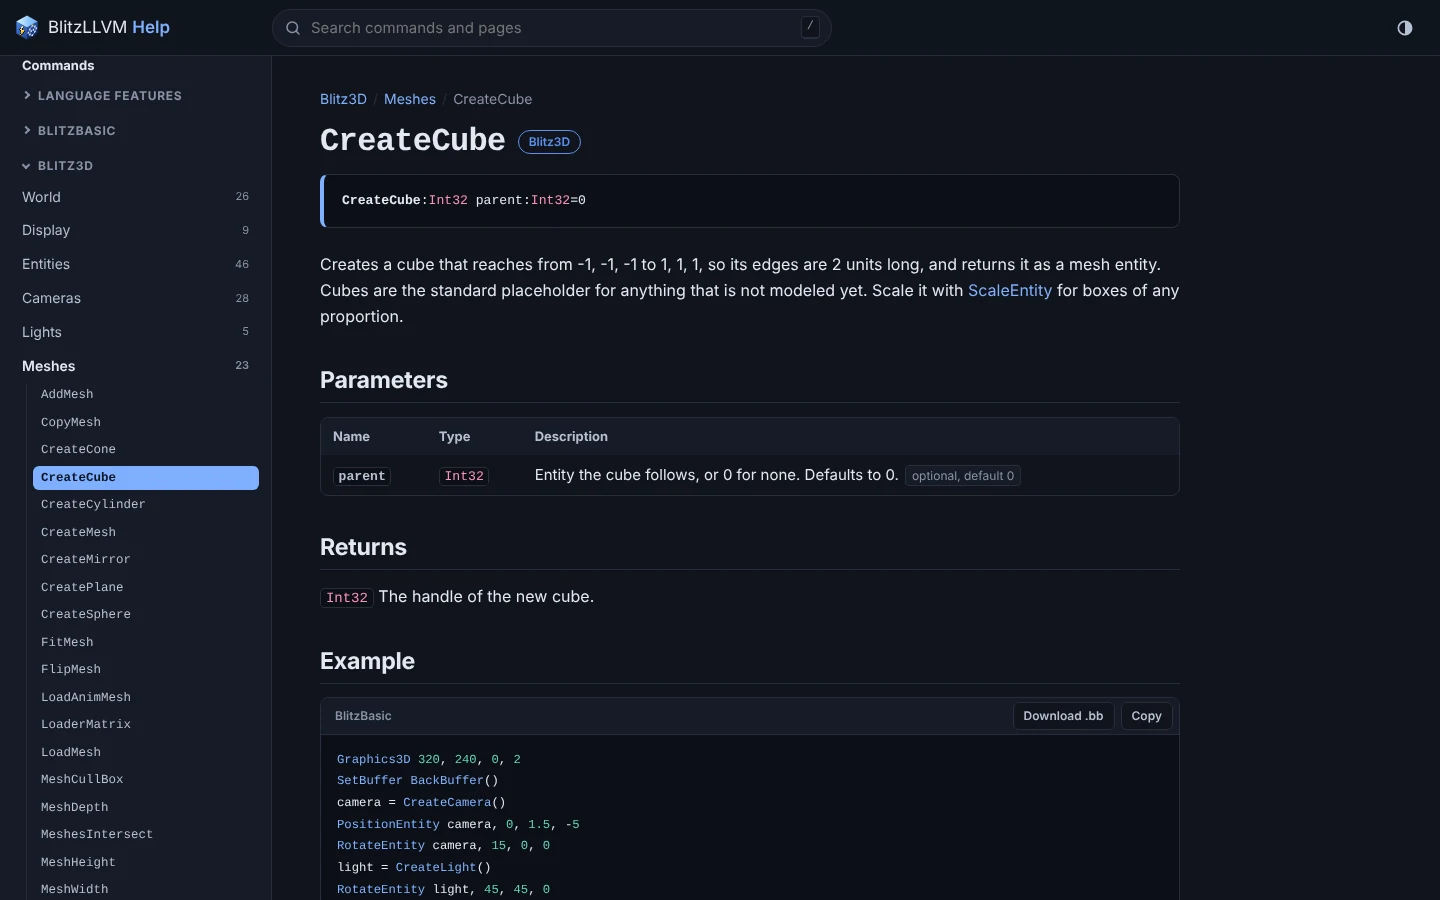 BlitzLLVM Help
Search commands and pages
/
Commands
LANGUAGE FEATURES
BLITZBASIC
BLITZ3D
World 26
Display 9
Entities 46
Cameras 28
Lights 5
Meshes 23
AddMesh
CopyMesh
CreateCone
CreateCube
CreateCylinder
CreateMesh
CreateMirror
CreatePlane
CreateSphere
FitMesh
FlipMesh
LoadAnimMesh
LoaderMatrix
LoadMesh
MeshCullBox
MeshDepth
MeshesIntersect
MeshHeight
MeshWidth
Blitz3D / Meshes / CreateCube
CreateCube Blitz3D
CreateCube:Int32 parent:Int32=0
Creates a cube that reaches from -1, -1, -1 to 1, 1, 1, so its edges are 2 units long, and returns it as a mesh entity.
Cubes are the standard placeholder for anything that is not modeled yet. Scale it with ScaleEntity for boxes of any
proportion.
Parameters
Name Type Description
parent Int32 Entity the cube follows, or 0 for none. Defaults to 0. optional, default 0
Returns
Int32 The handle of the new cube.
Example
BlitzBasic Download .bb Copy
Graphics3D 320, 240, 0, 2
SetBuffer BackBuffer()
camera = CreateCamera()
PositionEntity camera, 0, 1.5, -5
RotateEntity camera, 15, 0, 0
light = CreateLight()
RotateEntity light, 45, 45, 0